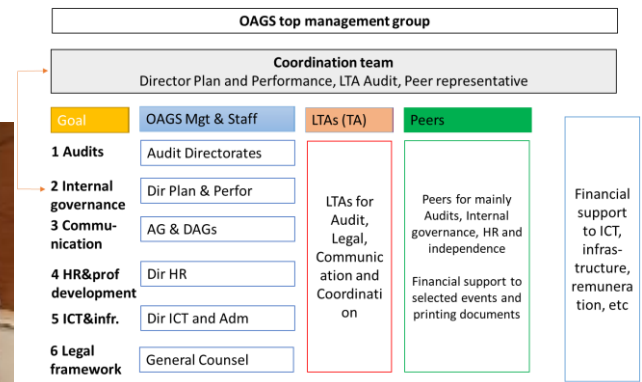 OAGS top management group
Coordination team
Director Plan and Performance, LTA Audit, Peer representative
Goal
OAGS Mgt & Staff
LTAs (TA)
Peers
1 Audits
Audit Directorates
2 Internal
governance
Dir Plan & Perfor
3 Commu-
nication
AG & DAGs
4 HR&prof
development
Dir HR
5 ICT&infr.
Dir ICT and Adm
6 Legal
framework
General Counsel
LTAs for
Audit,
Legal,
Communic
ation and
Coordinati
on
Peers for mainly
Audits, Internal
governance, HR and
independence
Financial support to
selected events and
printing documents
Financial
support
to ICT,
infras-
tructure,
remunera
tion, etc